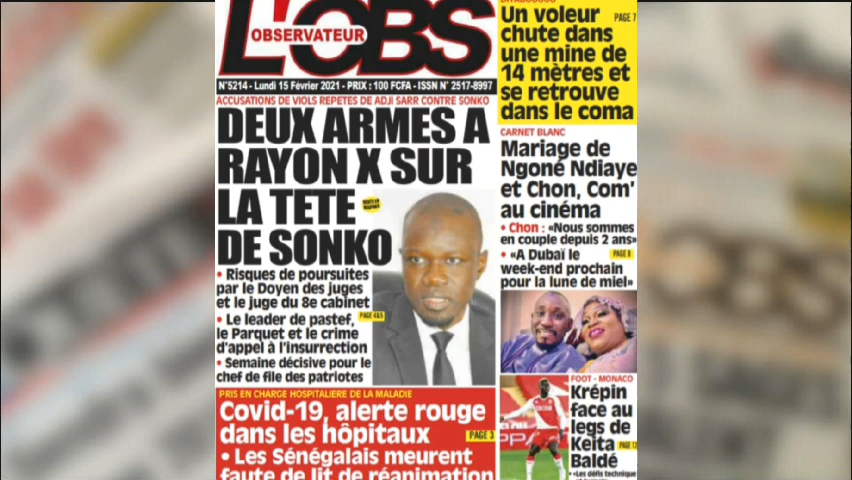 L'OBS
OBSERVATEUR
N°5214 - Lundi 15 Février 2021 - PRIX : 100 FCFA - ISSN N° 2517-8997
ACCUSATIONS DE VIOLS REPETES DE ADJI SARR CONTRE SONKO
DEUX ARMES A
RAYON X SUR
LA TETE
DE SONKO
• Risques de poursuites
par le Doyen des juges
et le juge du 8e cabinet
• Le leader de pastef,
le Parquet et le crime
d'appel à l'insurrection
• Semaine décisive pour le
chef de file des patriotes
PAGE 4&5
PRIS EN CHARGE HOSPITALIERE DE LA MALADIE
Covid-19, alerte rouge
dans les hôpitaux
PAGE 3
• Les Sénégalais meurent
faute de lit de réanimation
Un voleur
PAGE 7
chute dans
une mine de
14 mètres et
se retrouve
dans le coma
CARNET BLANC
Mariage de
Ngoné Ndiaye
et Chon, Com'
au cinéma
• Chon : «Nous sommes
en couple depuis 2 ans»
• «A Dubaï le
PAGE 8
week-end prochain
pour la lune de miel»
FOOT - MONACO
Krépin
face au
legs de
Keita
PAGE 12
Baldé
• «Les défis technique